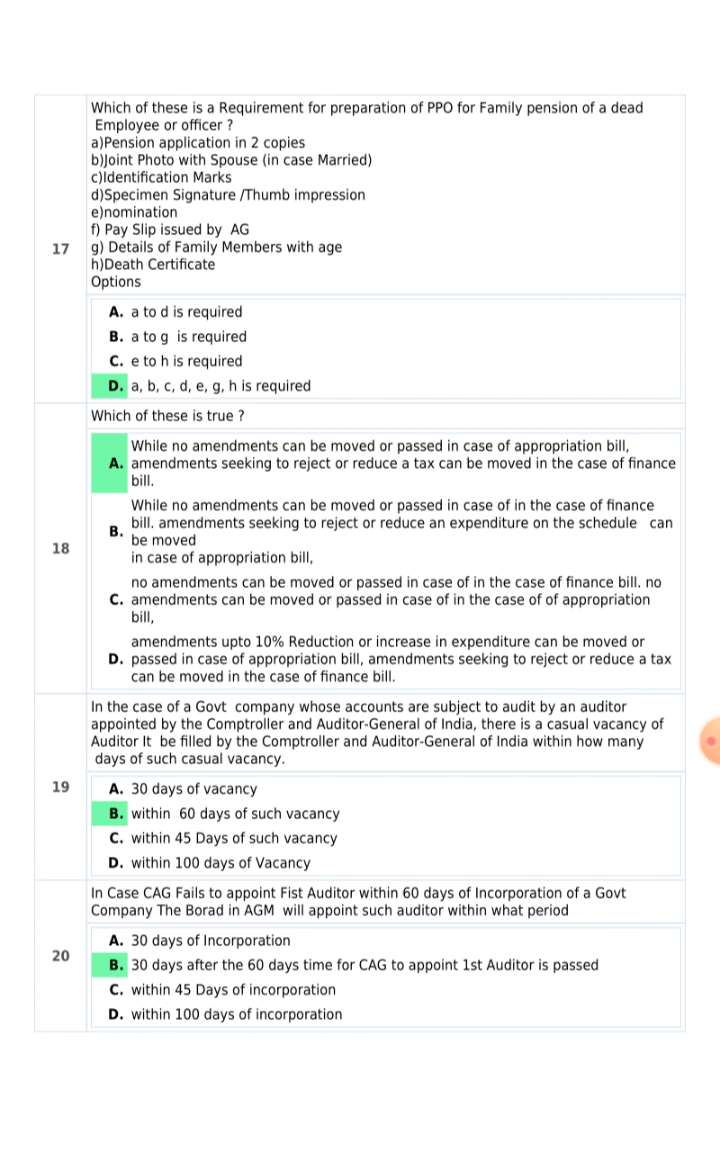 Which of these is a Requirement for preparation of PPO for Family pension of a dead
Employee or officer ?
a)Pension application in 2 copies
b)Joint Photo with Spouse (in case Married)
c)Identification Marks
d)Specimen Signature /Thumb impression
e)nomination
f) Pay Slip issued by  AG
17
g) Details of Family Members with age
h)Death Certificate
Options
A. a to d is required
B. a to g  is required
C. e to h is required
D. a, b, c, d, e, g, h is required
Which of these is true ?
While no amendments can be moved or passed in case of appropriation bill,
A. amendments seeking to reject or reduce a tax can be moved in the case of finance
bill.
While no amendments can be moved or passed in case of in the case of finance
B. bill. amendments seeking to reject or reduce an expenditure on the schedule  can
be moved
18
in case of appropriation bill,
no amendments can be moved or passed in case of in the case of finance bill. no
C. amendments can be moved or passed in case of in the case of of appropriation
bill,
amendments upto 10% Reduction or increase in expenditure can be moved or
D. passed in case of appropriation bill, amendments seeking to reject or reduce a tax
can be moved in the case of finance bill.
In the case of a Govt  company whose accounts are subject to audit by an auditor
appointed by the Comptroller and Auditor-General of India, there is a casual vacancy of
Auditor It  be filled by the Comptroller and Auditor-General of India within how many
days of such casual vacancy.
19
A. 30 days of vacancy
B. within  60 days of such vacancy
C. within 45 Days of such vacancy
D. within 100 days of Vacancy
In Case CAG Fails to appoint Fist Auditor within 60 days of Incorporation of a Govt
Company The Borad in AGM  will appoint such auditor within what period
20
A. 30 days of Incorporation
B. 30 days after the 60 days time for CAG to appoint 1st Auditor is passed
C. within 45 Days of incorporation
D. within 100 days of incorporation